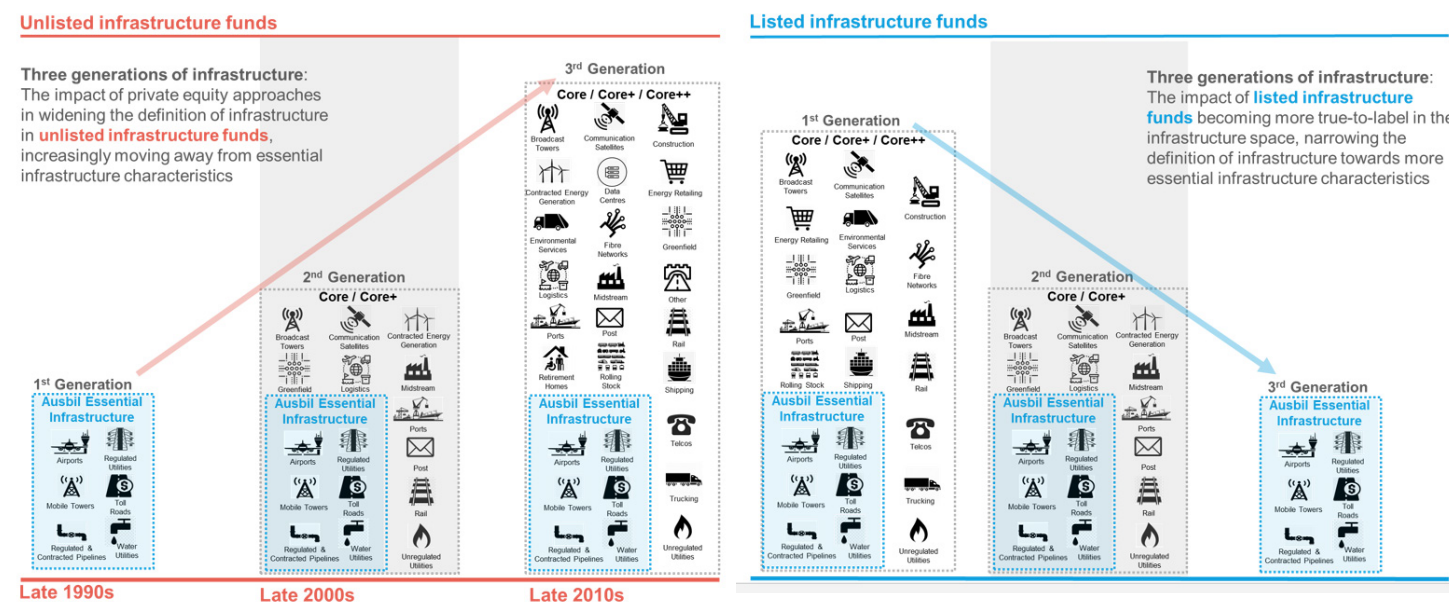 Unlisted infrastructure funds
Three generations of infrastructure:
The impact of private equity approaches
in widening the definition of infrastructure
in unlisted infrastructure funds,
increasingly moving away from essential
infrastructure characteristics
1st Generation
Ausbil Essential
Infrastructure
Airports
Regulated
Utilities
Mobile Towers
Toll
Roads
Regulated &
Contracted Pipelines
Water
Utilities
Late 1990s
2nd Generation
Core / Core+
Broadcast
Towers
Communication
Satellites
Contracted Energy
Generation
Greenfield
Logistics
Midstream
Ausbil Essential
Infrastructure
Airports
Regulated
Utilities
Mobile Towers
Toll
Roads
Regulated &
Contracted Pipelines
Water
Utilities
Ports
Post
Rail
Unregulated
Utilities
Late 2000s
3rd Generation
Core / Core+ / Core++
Broadcast
Towers
Communication
Satellites
Construction
Contracted Energy
Generation
Data
Centres
Energy Retailing
Environmental
Services
Fibre
Networks
Greenfield
Logistics
Midstream
Other
Ports
Post
Rail
Retirement
Homes
Rolling
Stock
Shipping
Ausbil Essential
Infrastructure
Airports
Regulated
Utilities
Mobile Towers
Toll
Roads
Regulated &
Contracted Pipelines
Water
Utilities
Telcos
Trucking
Unregulated
Utilities
Late 2010s
Listed infrastructure funds
Three generations of infrastructure:
The impact of listed infrastructure
funds becoming more true-to-label in the
infrastructure space, narrowing the
definition of infrastructure towards more
essential infrastructure characteristics
1st Generation
Core / Core+ / Core++
Broadcast
Towers
Communication
Satellites
Construction
Energy Retailing
Environmental
Services
Fibre
Networks
Greenfield
Logistics
Midstream
Ports
Post
Rail
Rolling Stock
Shipping
Ausbil Essential
Infrastructure
Airports
Regulated
Utilities
Mobile Towers
Toll
Roads
Regulated &
Contracted Pipelines
Water
Utilities
Telcos
Trucking
Unregulated
Utilities
2nd Generation
Core / Core+
Broadcast
Towers
Communication
Satellites
Contracted Energy
Generation
Greenfield
Logistics
Midstream
Ausbil Essential
Infrastructure
Airports
Regulated
Utilities
Mobile Towers
Toll
Roads
Regulated &
Contracted Pipelines
Water
Utilities
Ports
Post
Rail
Unregulated
Utilities
3rd Generation
Ausbil Essential
Infrastructure
Airports
Regulated
Utilities
Mobile Towers
Toll
Roads
Regulated &
Contracted Pipelines
Water
Utilities